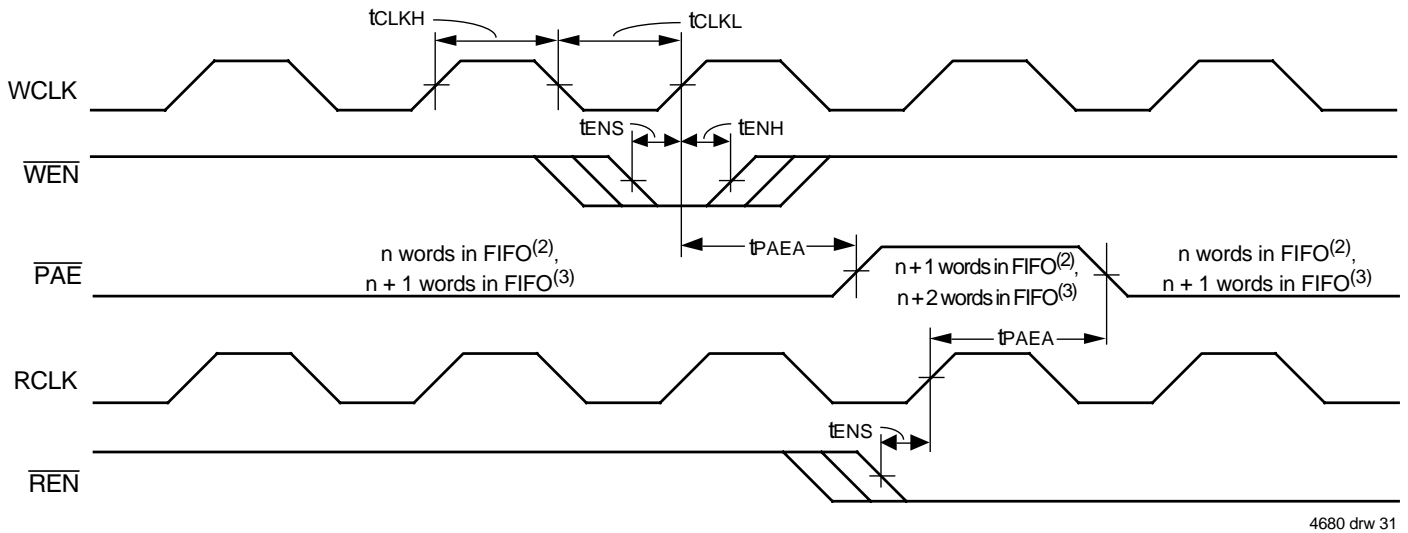 tCLKH
tCLKL
WCLK
tENS
tENH
WEN
tPAEA
PAE
n words in FIFO(2),
n + 1 words in FIFO(3)
n + 1 words in FIFO(2),
n + 2 words in FIFO(3)
n words in FIFO(2),
n + 1 words in FIFO(3)
tPAEA
RCLK
tENS
REN
4680 drw 31